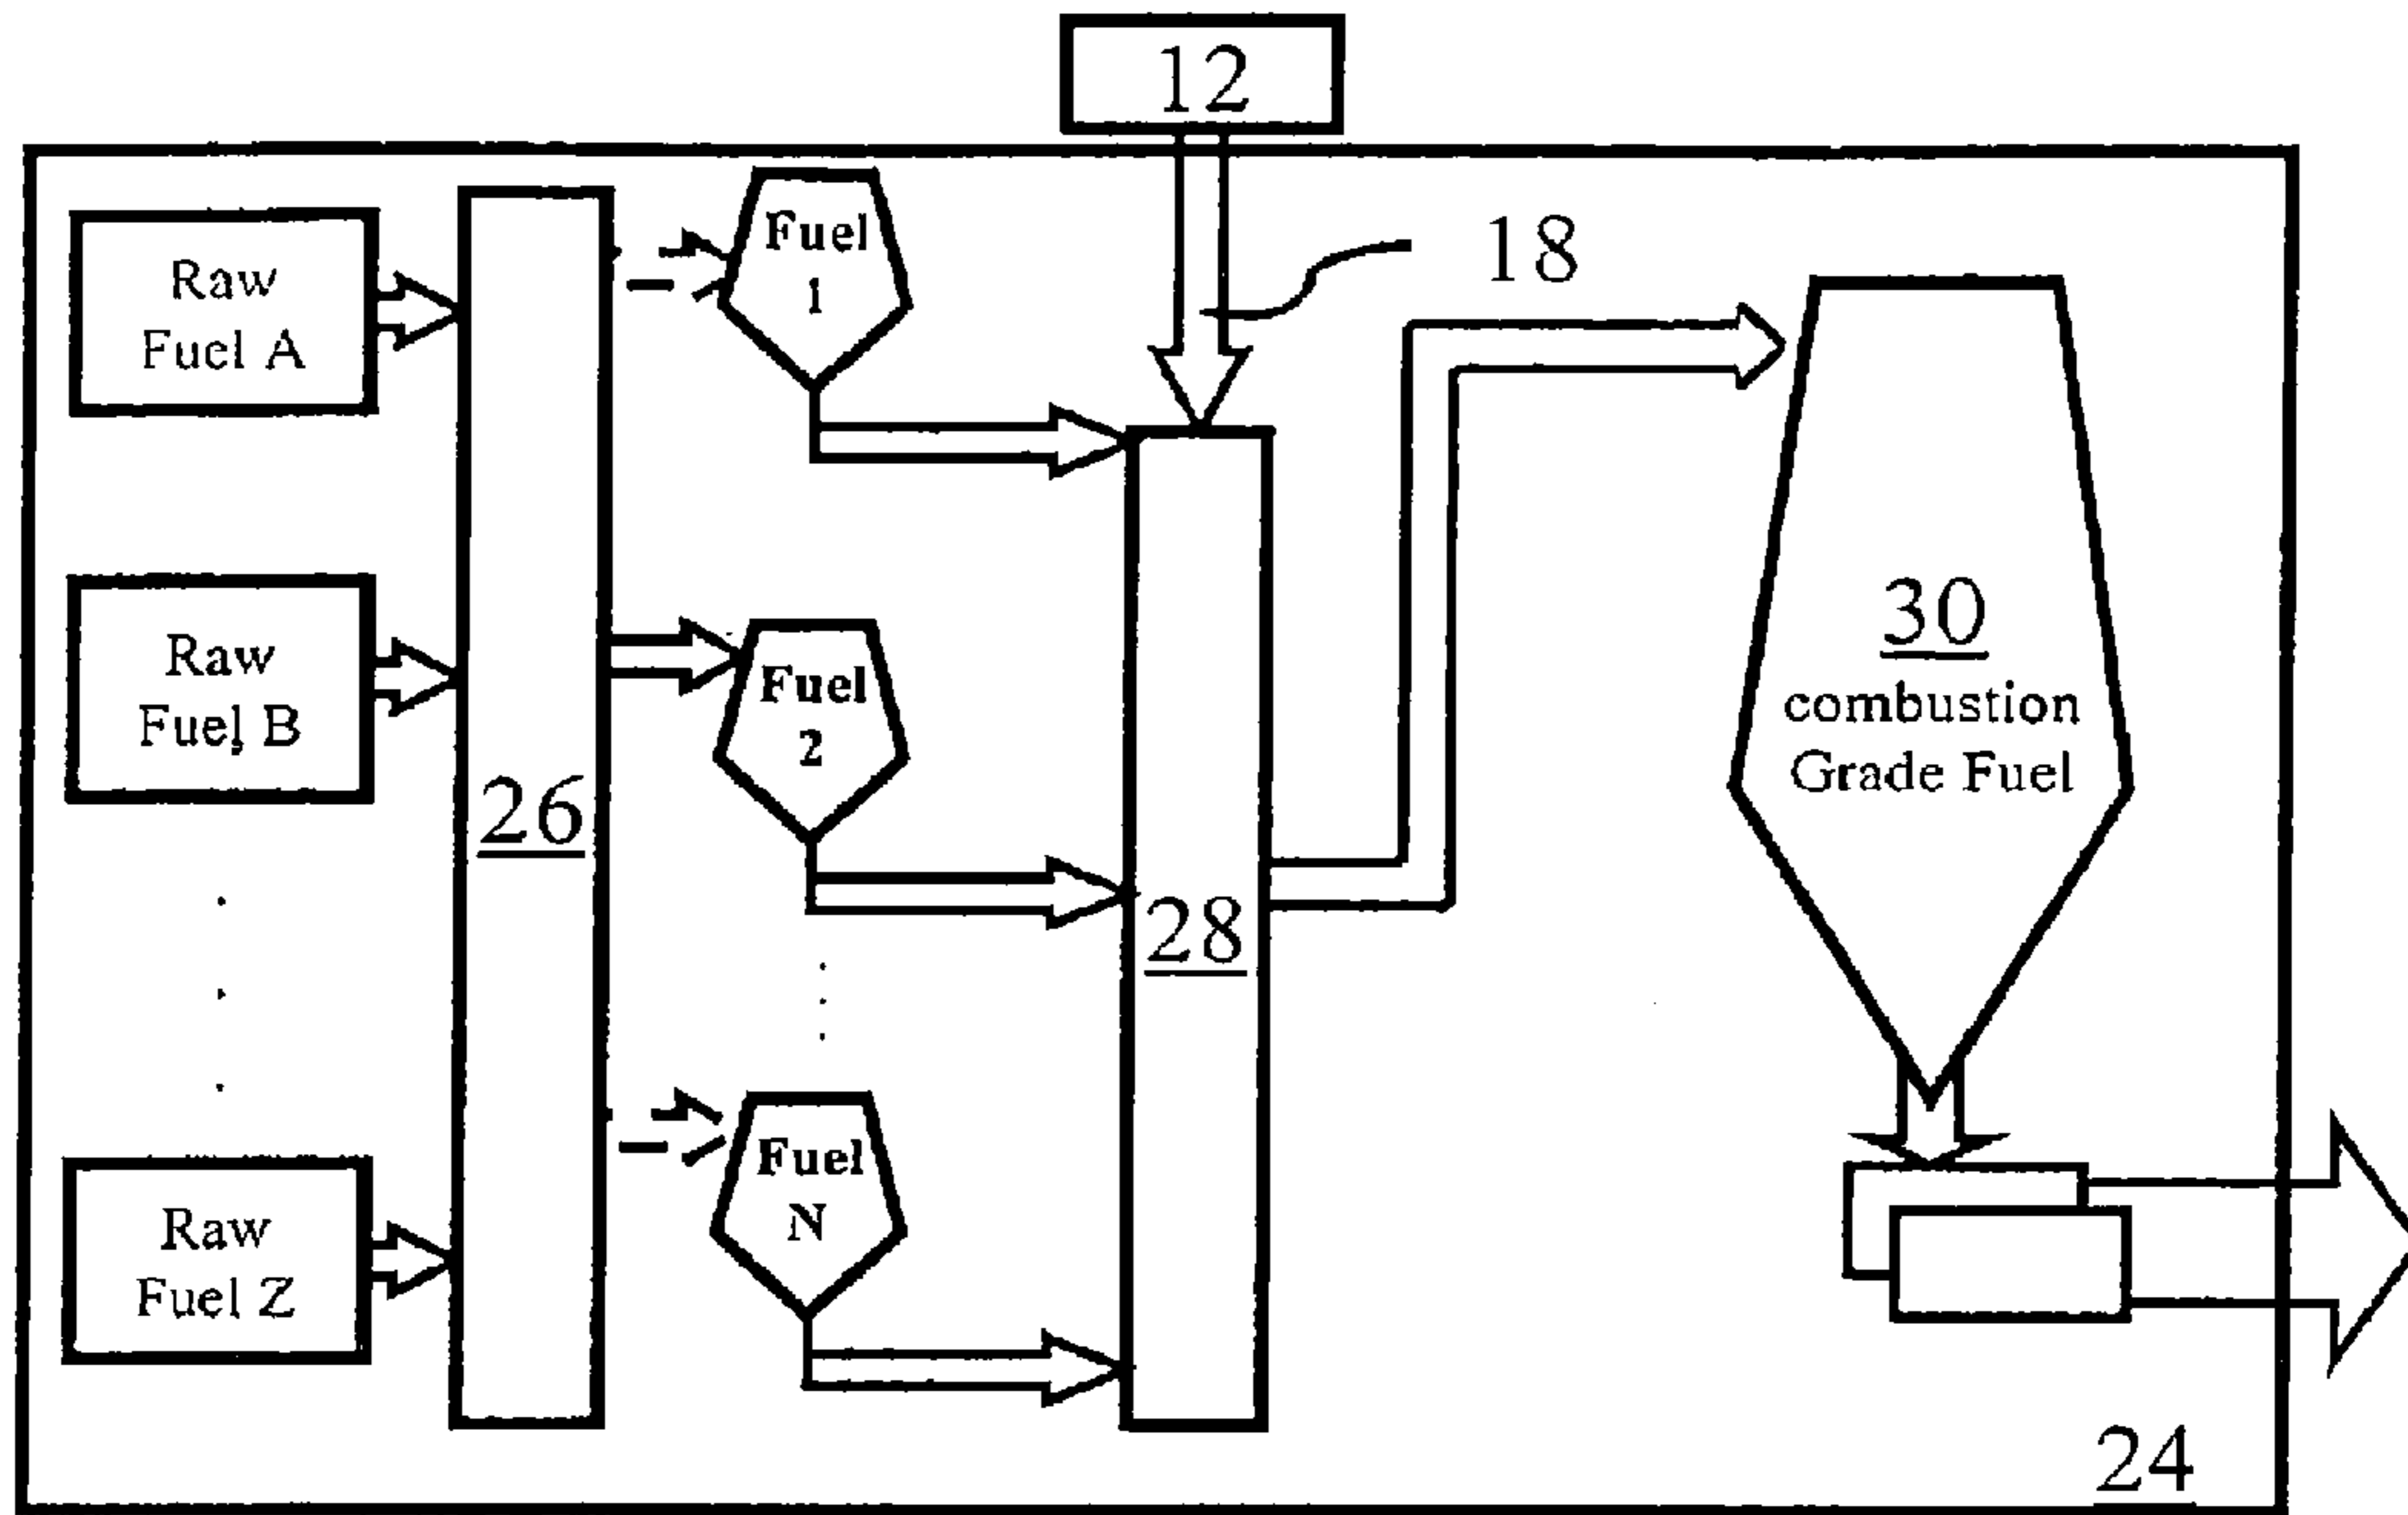 12
18
Raw
Fuel A
Raw
Fuel B
Raw
Fuel Z
26
Fuel
1
Fuel
2
Fuel
N
28
30
combustion
Grade Fuel
24